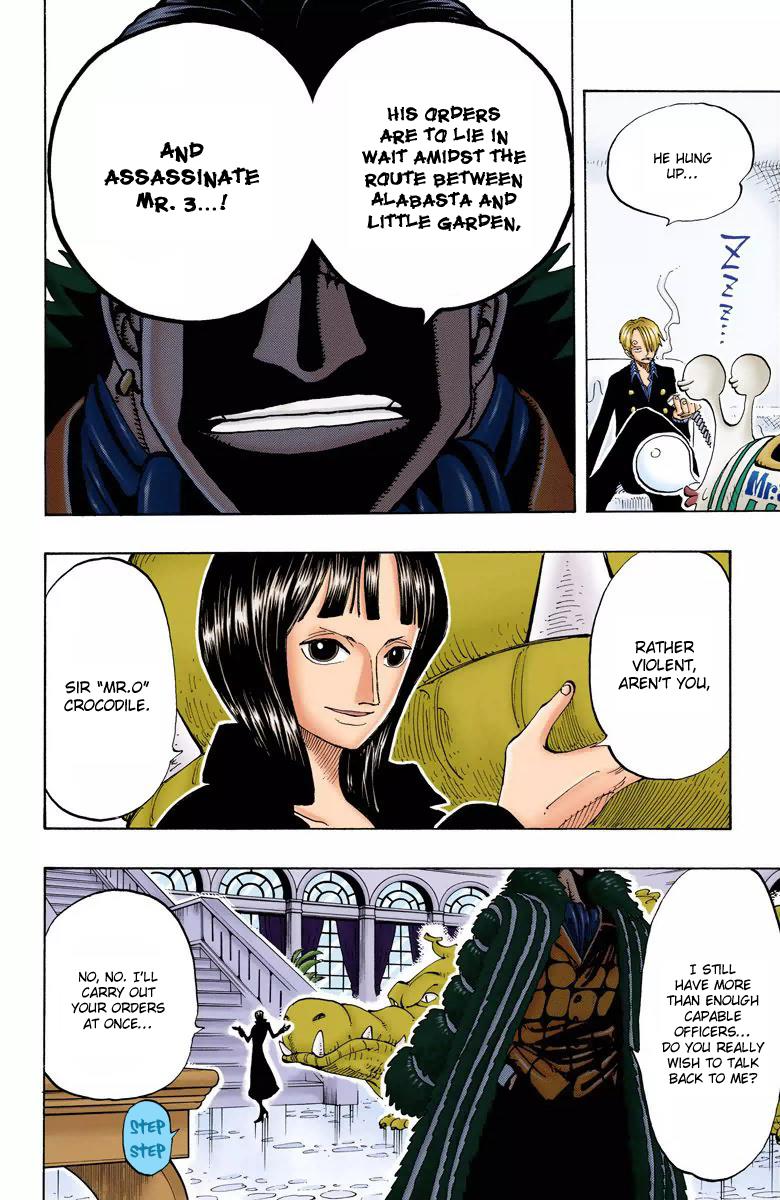 HE HUNG
UP...
Mr.
HIS ORDERS
ARE TO LIE IN
WAIT AMIDST THE
ROUTE BETWEEN
ALABASTA AND
LITTLE GARDEN,
AND
ASSASSINATE
MR. 3...!
RATHER
VIOLENT,
AREN'T YOU,
SIR "MR.0"
CROCODILE.
I STILL
HAVE MORE
THAN ENOUGH
CAPABLE
OFFICERS...
DO YOU REALLY
WISH TO TALK
BACK TO ME?
NO, NO. I'LL
CARRY OUT
YOUR ORDERS
AT ONCE...
STEP
STEP